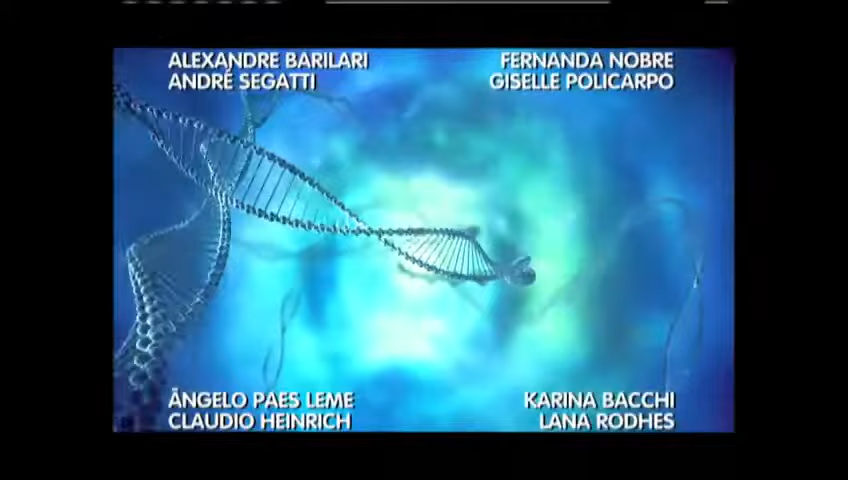 ALEXANDRE BARILARI
ANDRÉ SEGATTI
FERNANDA NOBRE
GISELLE POLICARPO
ÂNGELO PAES LEME
CLAUDIO HEINRICH
KARINA BACCHI
LANA RODHES